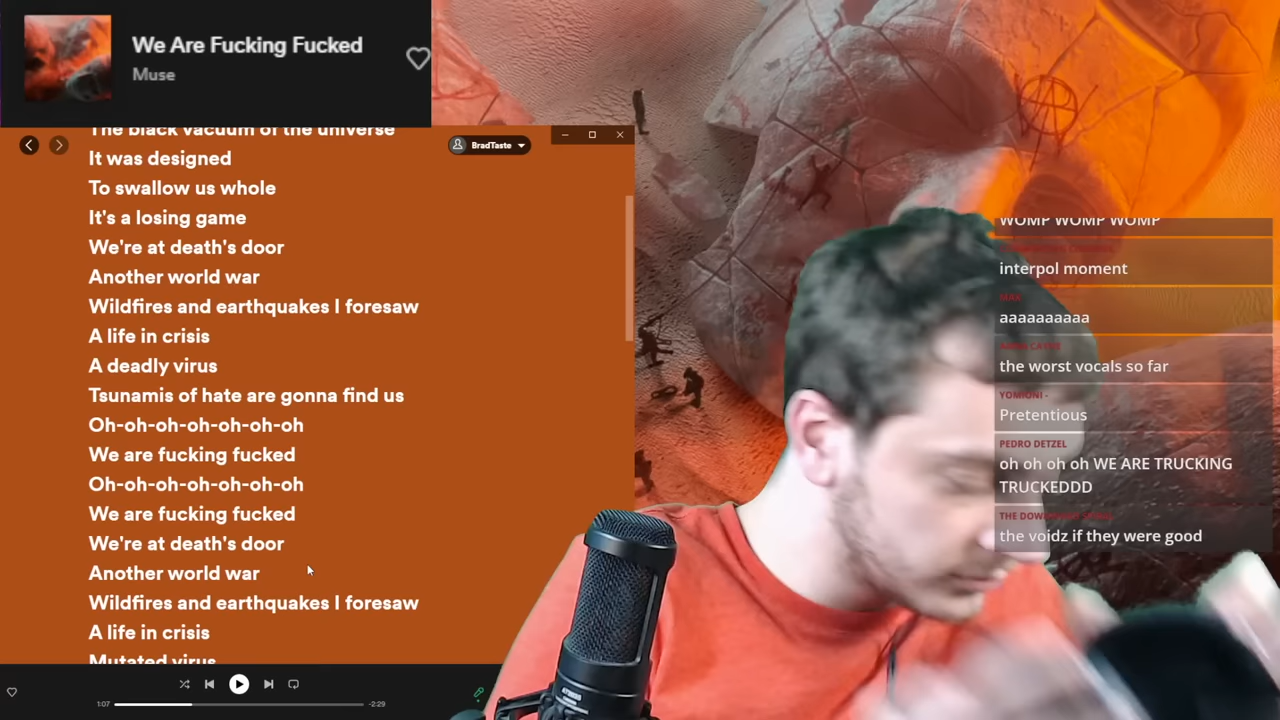 We Are Fucking Fucked
Muse
The black vacuum of the universe
BradTaste
It was designed
To swallow us whole
It's a losing game
We're at death's door
Another world war
Wildfires and earthquakes I foresaw
A life in crisis
A deadly virus
Tsunamis of hate are gonna find us
Oh-oh-oh-oh-oh-oh-oh
We are fucking fucked
Oh-oh-oh-oh-oh-oh-oh
We are fucking fucked
We're at death's door
Another world war
Wildfires and earthquakes I foresaw
A life in crisis
Mutated virus
1:07
-2:29
WOMP WOMP WOMP
interpol moment
MAX
aaaaaaaaaa
the worst vocals so far
YOMIONI -
Pretentious
PEDRO DETZEL
oh oh oh oh WE ARE TRUCKING
TRUCKEDDD
THE
the voidz if they were good